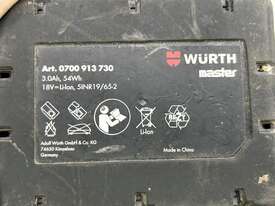 Art. 0700 913 730
WÜRTH
master
3.0Ah, 54Wh
18V= Li-Ion, 5INR19/65-2
Li-Ion
Adolf Würth GmbH & Co. KG
74650 Künzelsau
Germany
Made in China